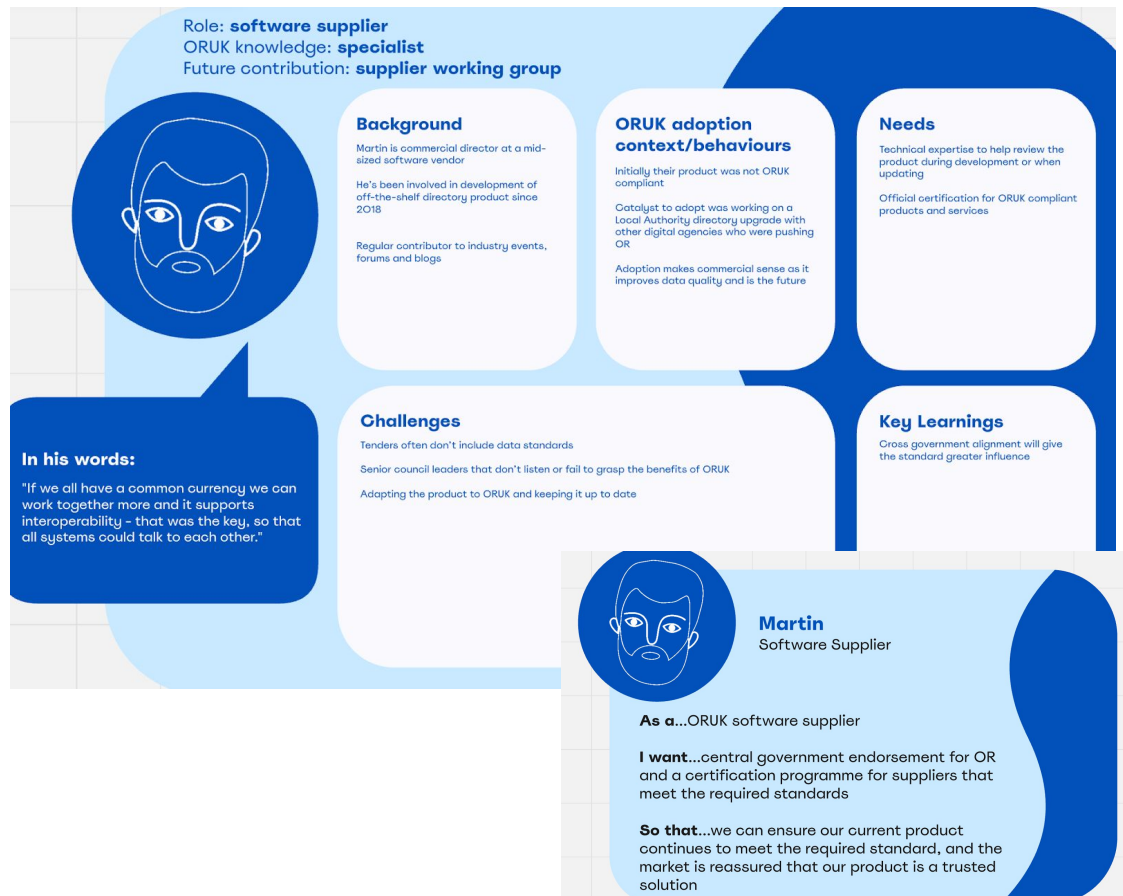 Role: software supplier
ORUK knowledge: specialist
Future contribution: supplier working group
Background
Martin is commercial director at a mid-
sized software vendor
He's been involved in development of
off-the-shelf directory product since
2018
Regular contributor to industry events,
forums and blogs
ORUK adoption
context/behaviours
Initially their product was not ORUK
compliant
Catalyst to adopt was working on a
Local Authority directory upgrade with
other digital agencies who were pushing
OR
Adoption makes commercial sense as it
improves data quality and is the future
Needs
Technical expertise to help review the
product during development or when
updating
Official certification for ORUK compliant
products and services
In his words:
"If we all have a common currency we can
work together more and it supports
interoperability - that was the key, so that
all systems could talk to each other."
Challenges
Tenders often don't include data standards
Senior council leaders that don't listen or fail to grasp the benefits of ORUK
Adapting the product to ORUK and keeping it up to date
Key Learnings
Cross government alignment will give
the standard greater influence
Martin
Software Supplier
As a...ORUK software supplier
I want...central government endorsement for OR
and a certification programme for suppliers that
meet the required standards
So that...we can ensure our current product
continues to meet the required standard, and the
market is reassured that our product is a trusted
solution